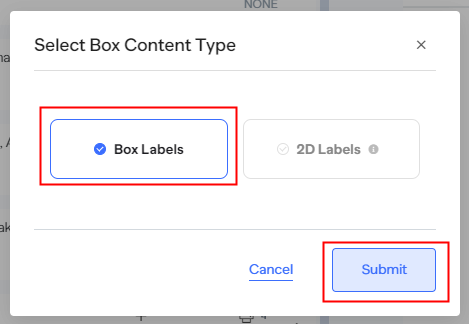 NONE
Select Box Content Type
Box Labels
2D Labels
Cancel
Submit